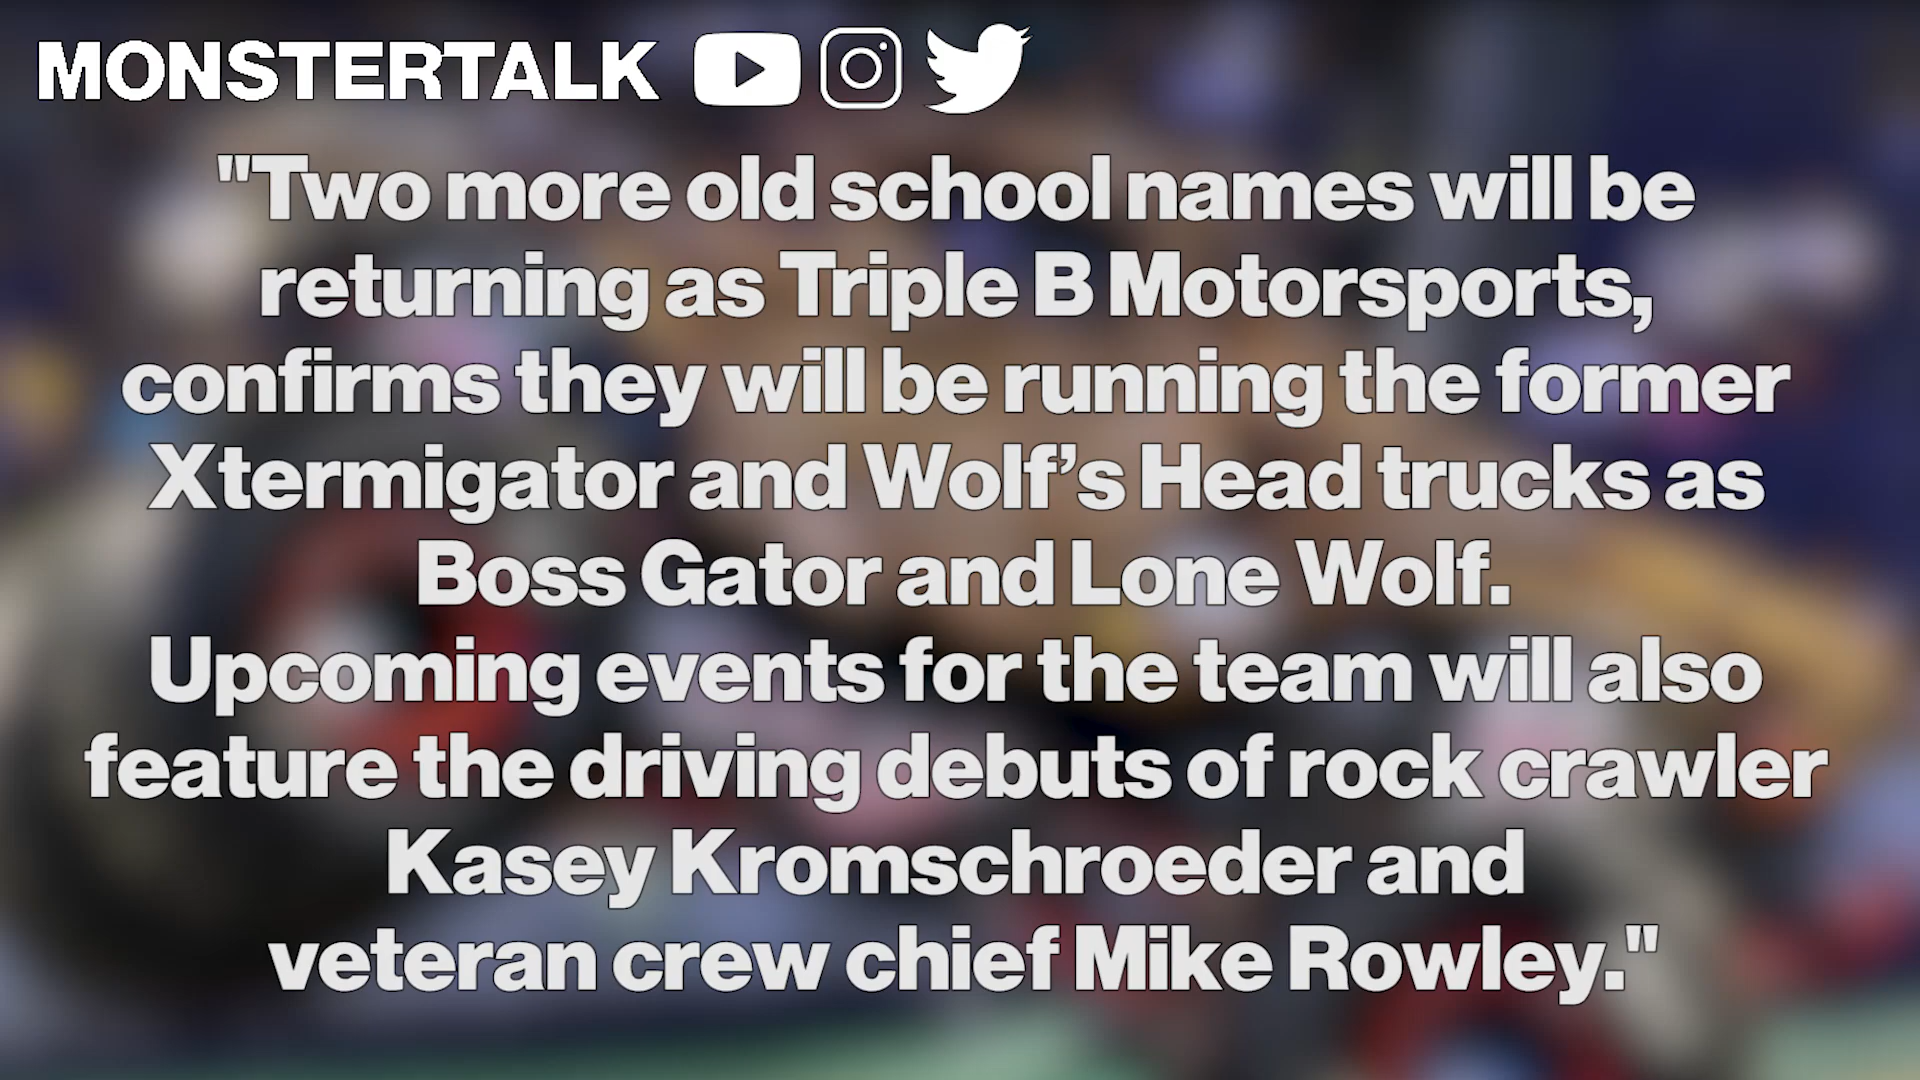 MONSTERTALK
"Two more old school names will be
returning as Triple B Motorsports,
confirms they will be running the former
Xtermigator and Wolf’s Head trucks as
Boss Gator and Lone Wolf.
Upcoming events for the team will also
feature the driving debuts of rock crawler
Kasey Kromschroeder and
veteran crew chief Mike Rowley."